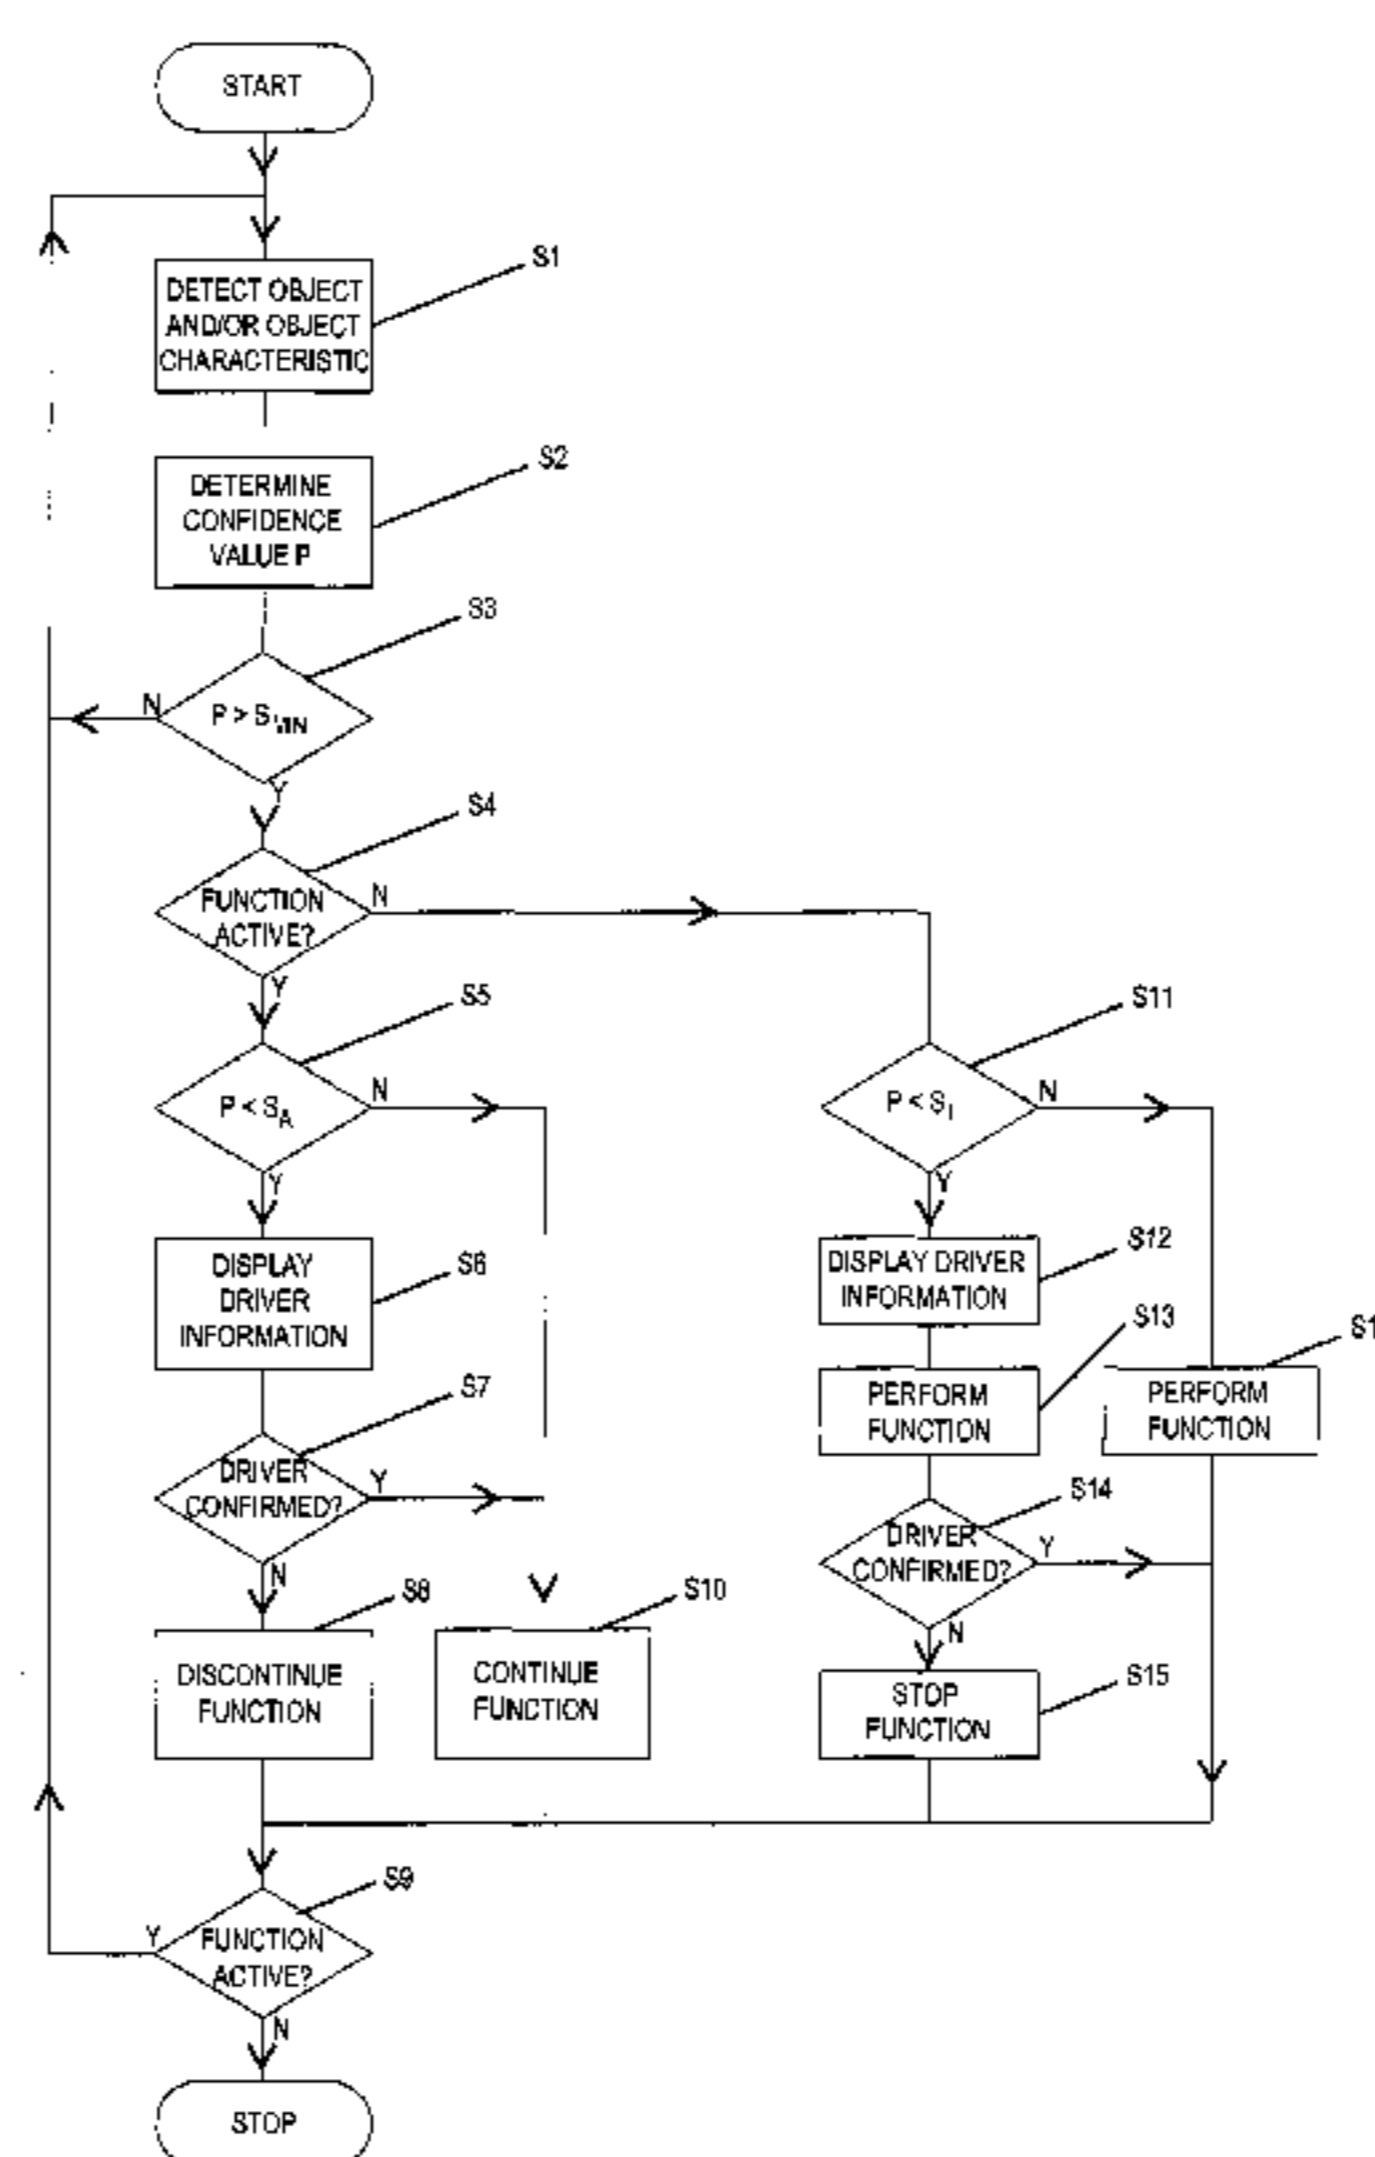 START
S1
DETECT OBJECT
AND/OR OBJECT
CHARACTERISTIC
S2
DETERMINE
CONFIDENCE
VALUE P
S3
N
P > S MIN
Y
S4
FUNCTION
ACTIVE?
N
Y
S5
S11
P < S A
N
P < S I
N
Y
Y
S6
DISPLAY
DRIVER
INFORMATION
S12
DISPLAY DRIVER
INFORMATION
S13
S1
S7
PERFORM
FUNCTION
PERFORM
FUNCTION
DRIVER
CONFIRMED?
Y
N
S14
DRIVER
CONFIRMED?
Y
N
S8
S10
DISCONTINUE
FUNCTION
CONTINUE
FUNCTION
S15
STOP
FUNCTION
S9
Y
FUNCTION
ACTIVE?
N
STOP